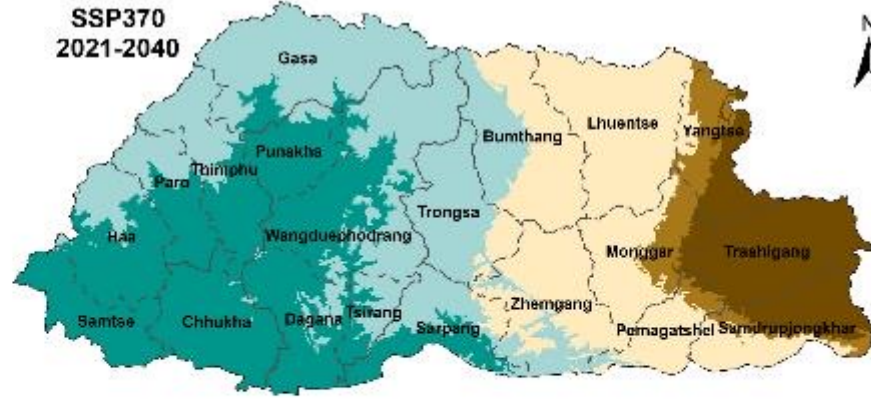 SSP370
2021-2040
N
Gasa
Bumthang
Lhuentse
Yangtse
Punakha
Thimphu
Paro
Trongsa
Haa
Wangduephodrang
Monggar
Trashigang
Zhemgang
Samtse
Chhukha
Dagana
Tsirang
Sarpang
Pemagatshel
Samdrupjongkhar